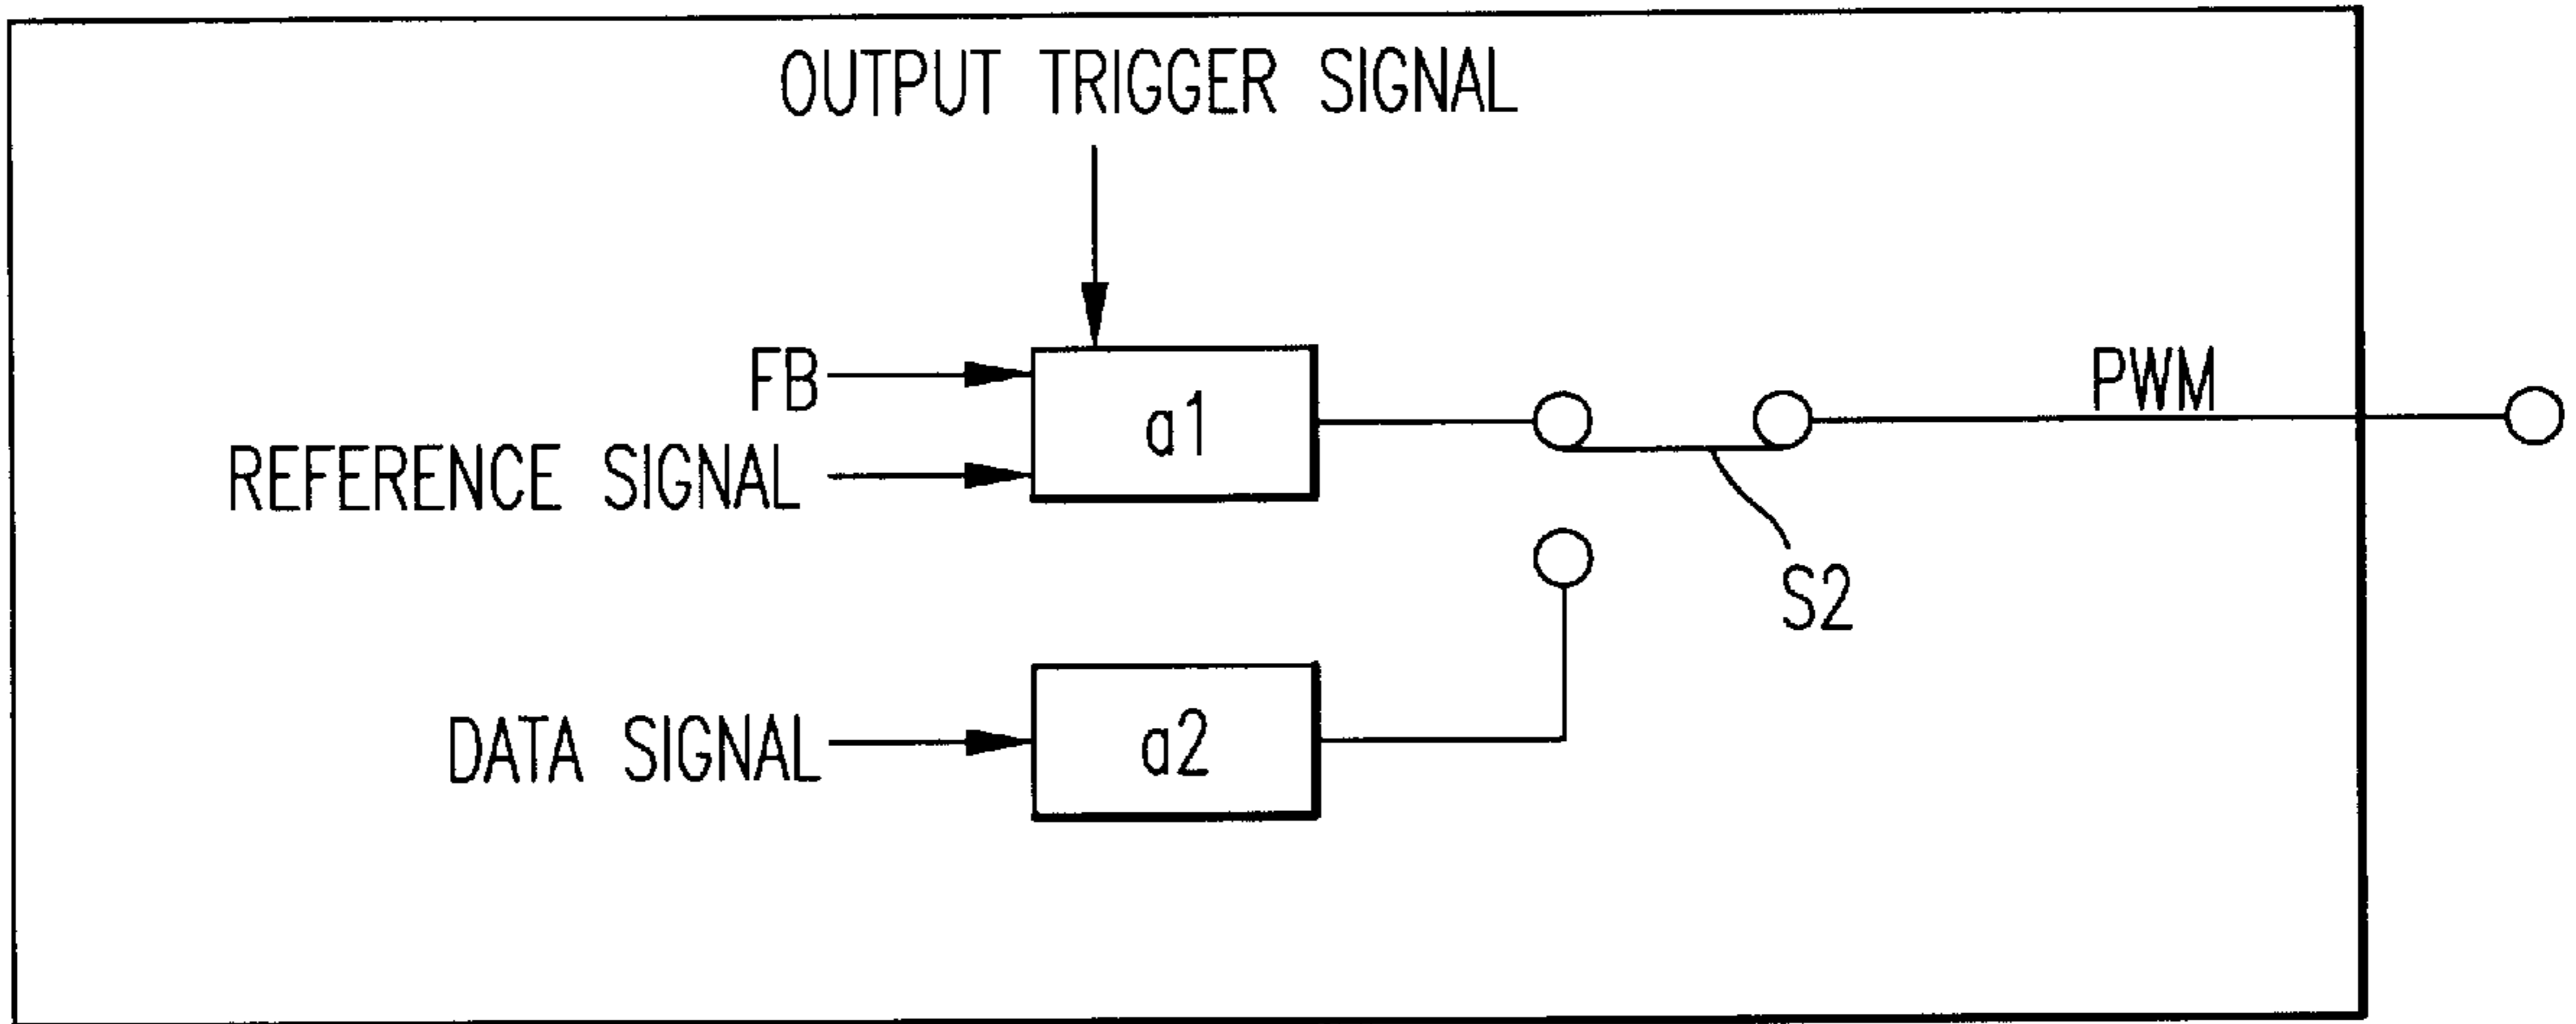 OUTPUT TRIGGER SIGNAL
FB
REFERENCE SIGNAL
a1
PWM
S2
DATA SIGNAL
a2